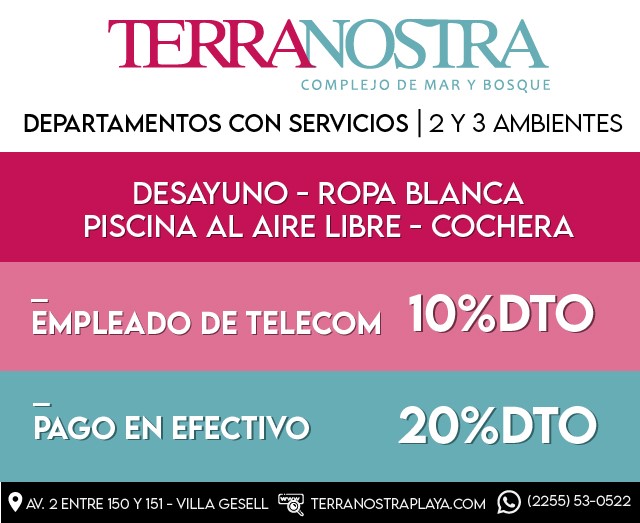 TERRANOSTRA
COMPLEJO DE MAR Y BOSQUE
DEPARTAMENTOS CON SERVICIOS | 2 Y 3 AMBIENTES
DESAYUNO - ROPA BLANCA
PISCINA AL AIRE LIBRE - COCHERA
EMPLEADO DE TELECOM 10%DTO
PAGO EN EFECTIVO 20%DTO
AV. 2 ENTRE 150 Y 151 - VILLA GESELL WWW TERRANOSTRAPLAYA.COM (2255) 53-0522